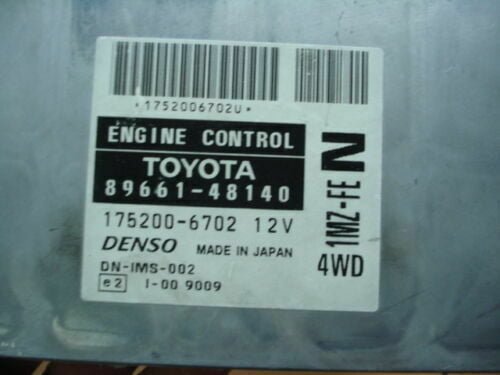 *1752006702U*
ENGINE CONTROL
TOYOTA
89661-48140
175200-6702 12V
DENSO MADE IN JAPAN
DN-IMS-002
e2 I-00 9009
N
1MZ-FE
4WD